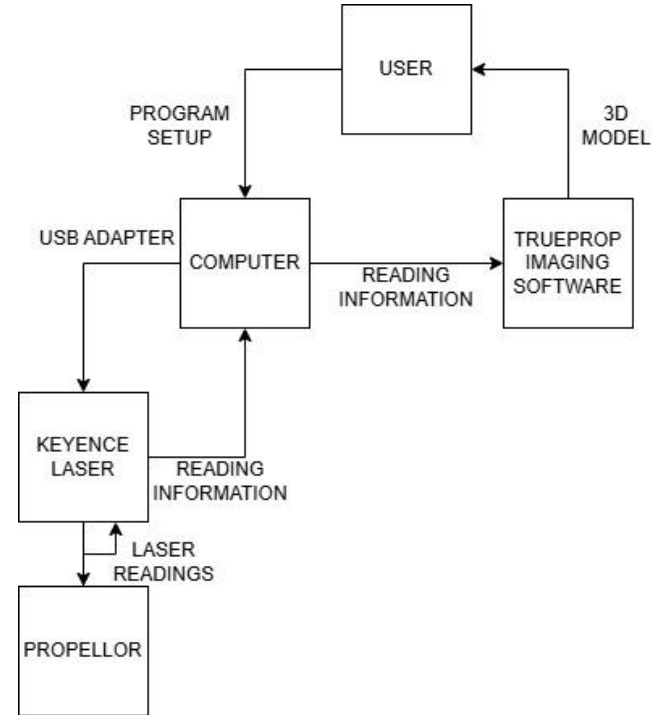 USER
PROGRAM
SETUP
3D
MODEL
USB ADAPTER
COMPUTER
READING
INFORMATION
TRUEPROP
IMAGING
SOFTWARE
KEYENCE
LASER
READING
INFORMATION
LASER
READINGS
PROPELLOR